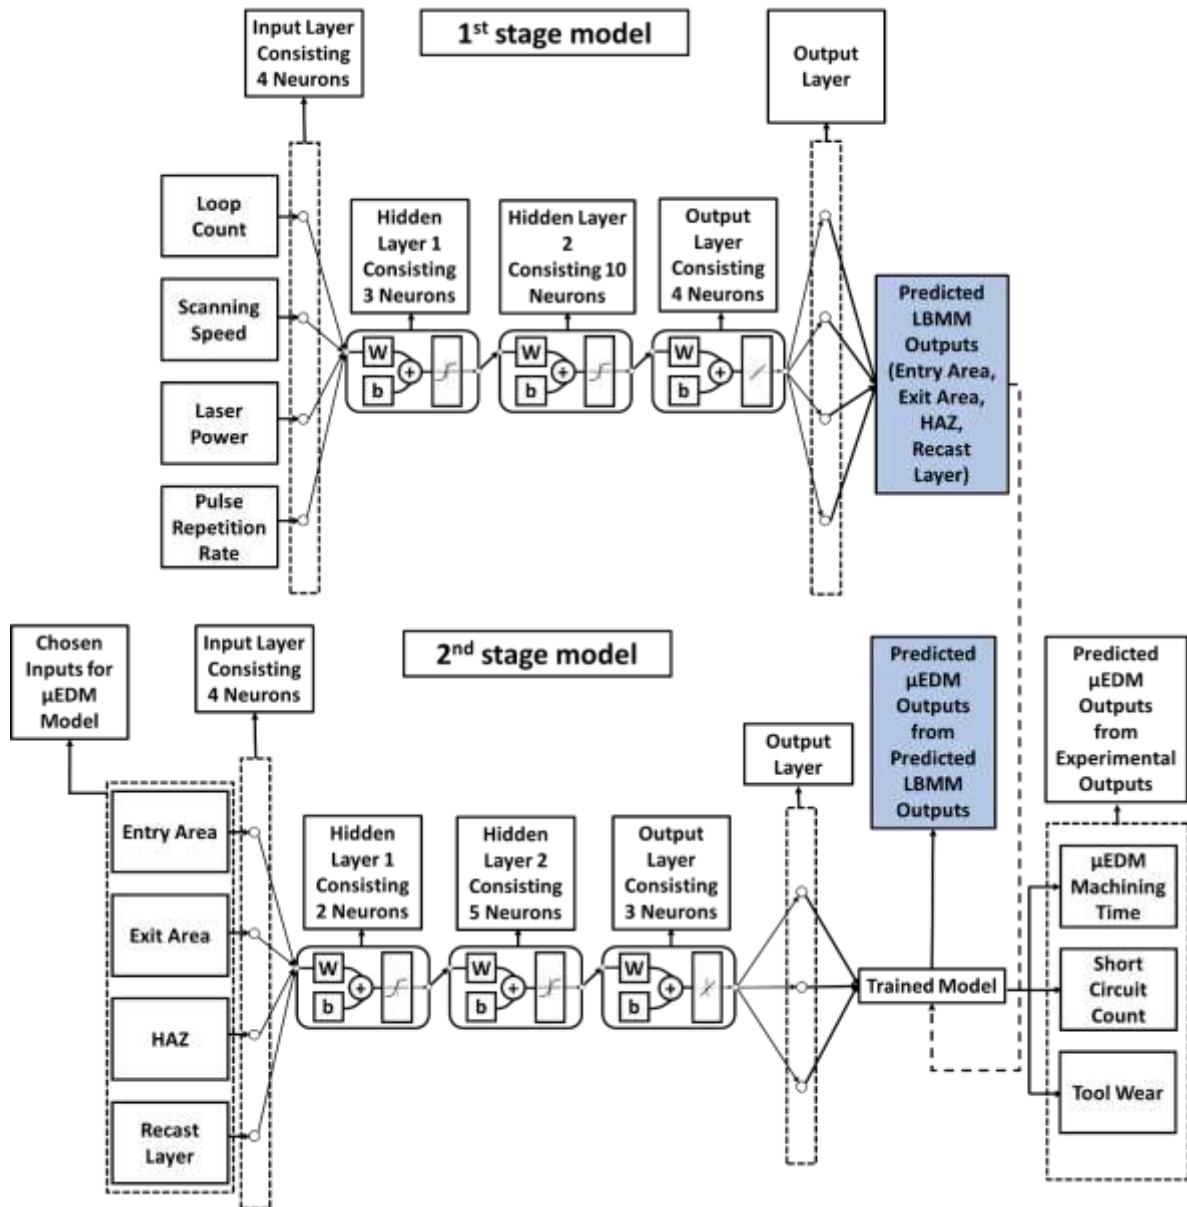 Input Layer
Consisting
4 Neurons
1st stage model
Output
Layer
Loop
Count
Hidden
Layer 1
Consisting
3 Neurons
Hidden Layer
2
Consisting 10
Neurons
Output
Layer
Consisting
4 Neurons
Scanning
Speed
Predicted
LBMM
Outputs
(Entry Area,
Exit Area,
HAZ,
Recast
Layer)
W
b
+
W
b
+
W
b
+
Laser
Power
Pulse
Repetition
Rate
Chosen
Inputs for
µEDM
Model
Input Layer
Consisting
4 Neurons
2nd stage model
Predicted
µEDM
Outputs
from
Predicted
LBMM
Outputs
Predicted
µEDM
Outputs
from
Experimental
Outputs
Output
Layer
Entry Area
Hidden
Layer 1
Consisting
2 Neurons
Hidden
Layer 2
Consisting
5 Neurons
Output
Layer
Consisting
3 Neurons
µEDM
Machining
Time
Exit Area
W
b
+
W
b
+
W
b
+
Trained Model
Short
Circuit
Count
HAZ
Tool Wear
Recast
Layer